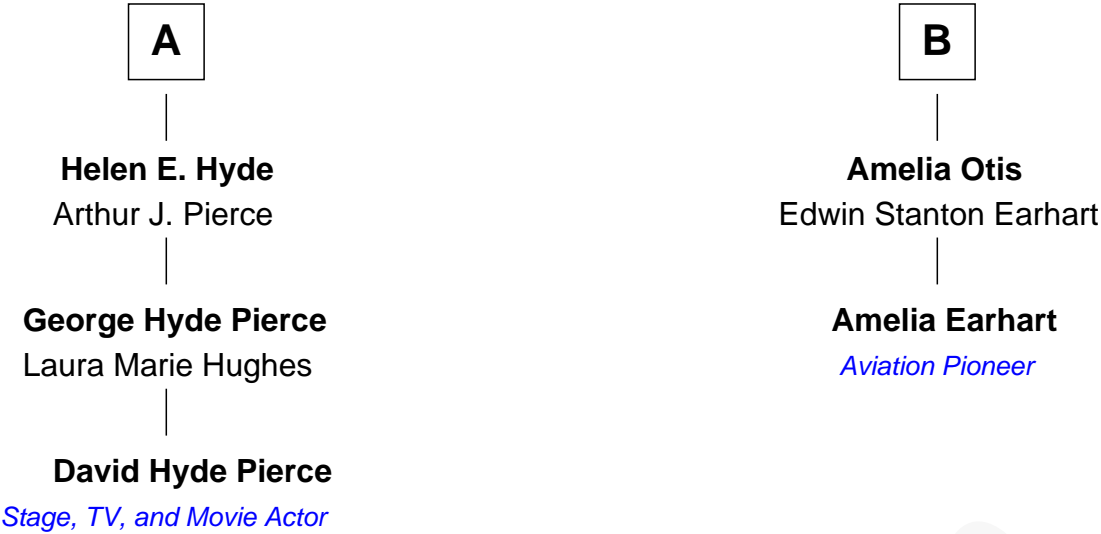 A
B
Helen E. Hyde
Arthur J. Pierce
Amelia Otis
Edwin Stanton Earhart
George Hyde Pierce
Laura Marie Hughes
Amelia Earhart
Aviation Pioneer
David Hyde Pierce
Stage, TV, and Movie Actor